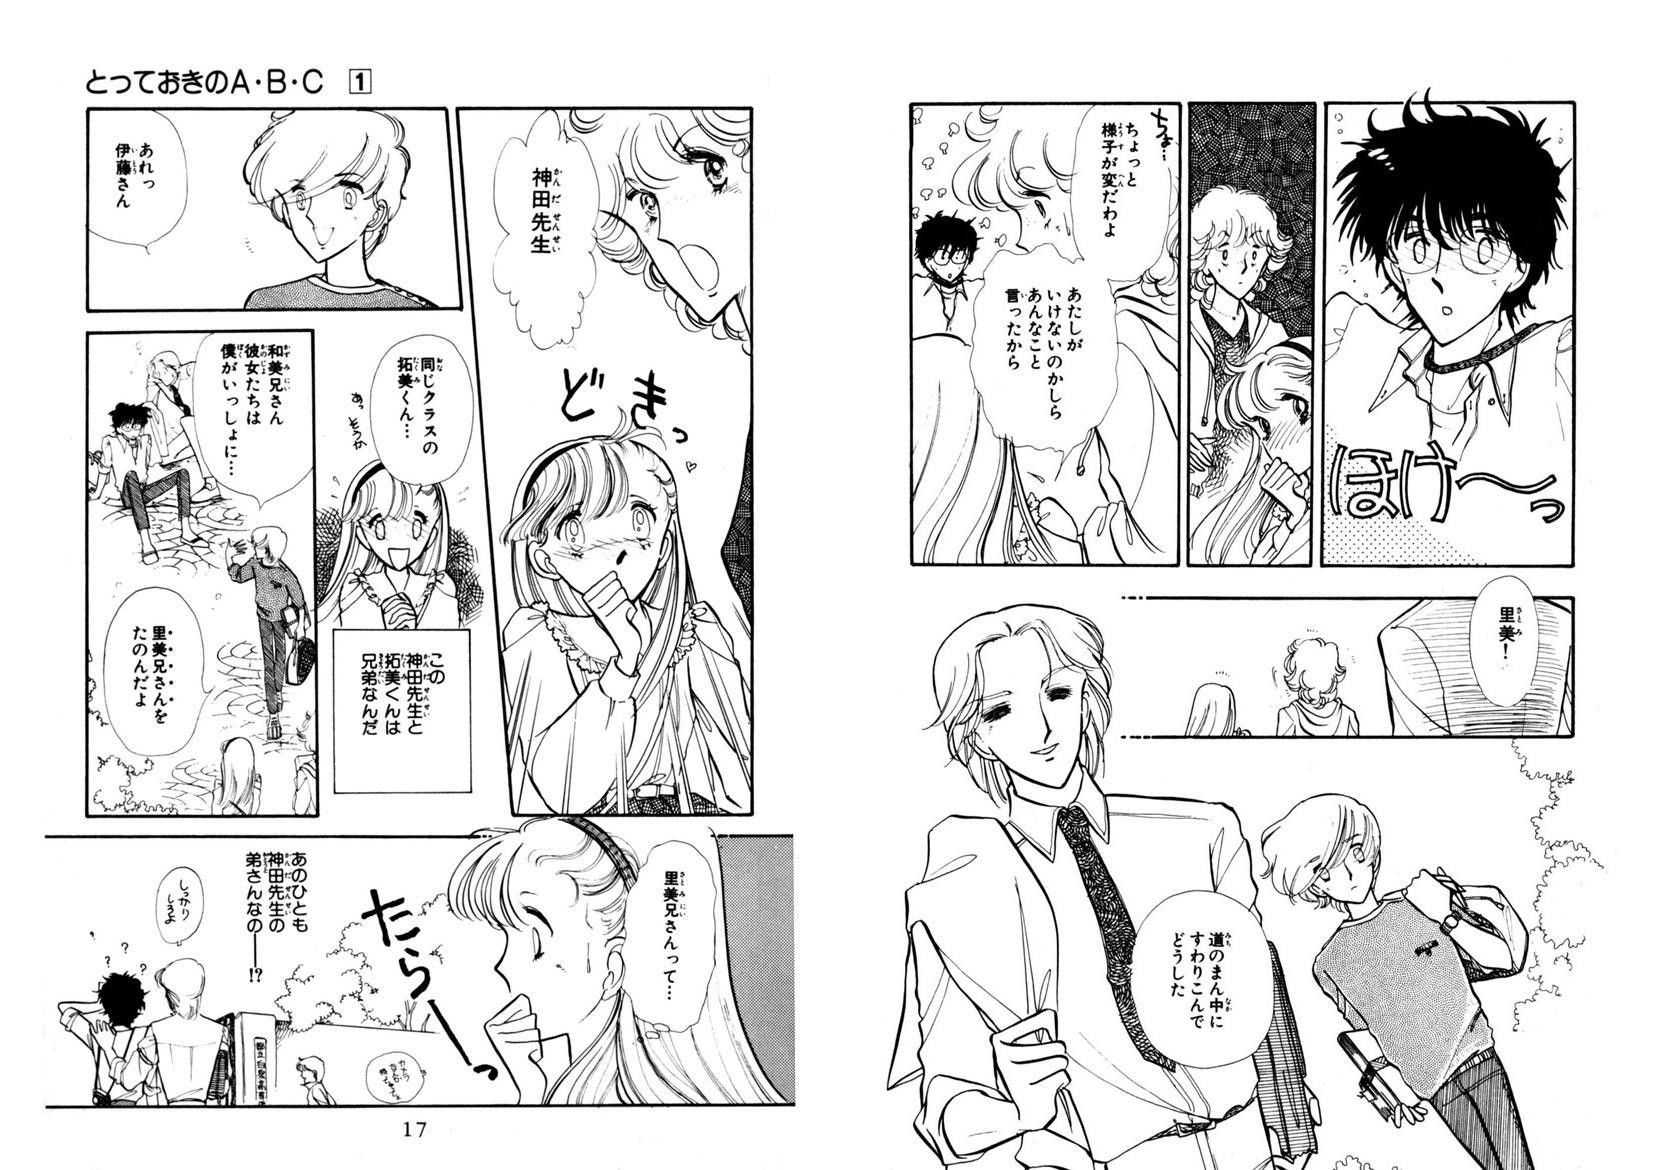 ほけ～っ
ちょ…
ちょっと
様子が変だわよ
あたしが
いけないのかしら
あんなこと
言ったから
里美！
道のまん中に
すわりこんで
どうした
とっておきのA・B・C 1
神田先生
どきっ
あれっ
伊藤さん
同じクラスの
拓美くん…
あっ
そうか
この
神田先生と
拓美くんは
兄弟なんだ
和美兄さん
彼女たちは
僕がいっしょに…
里美兄さんを
たのんだよ
里美兄さんって…
たらーっ
あのひとも
神田先生の
弟さんなの──!?
しっかり
しろよ
? ? ?
17